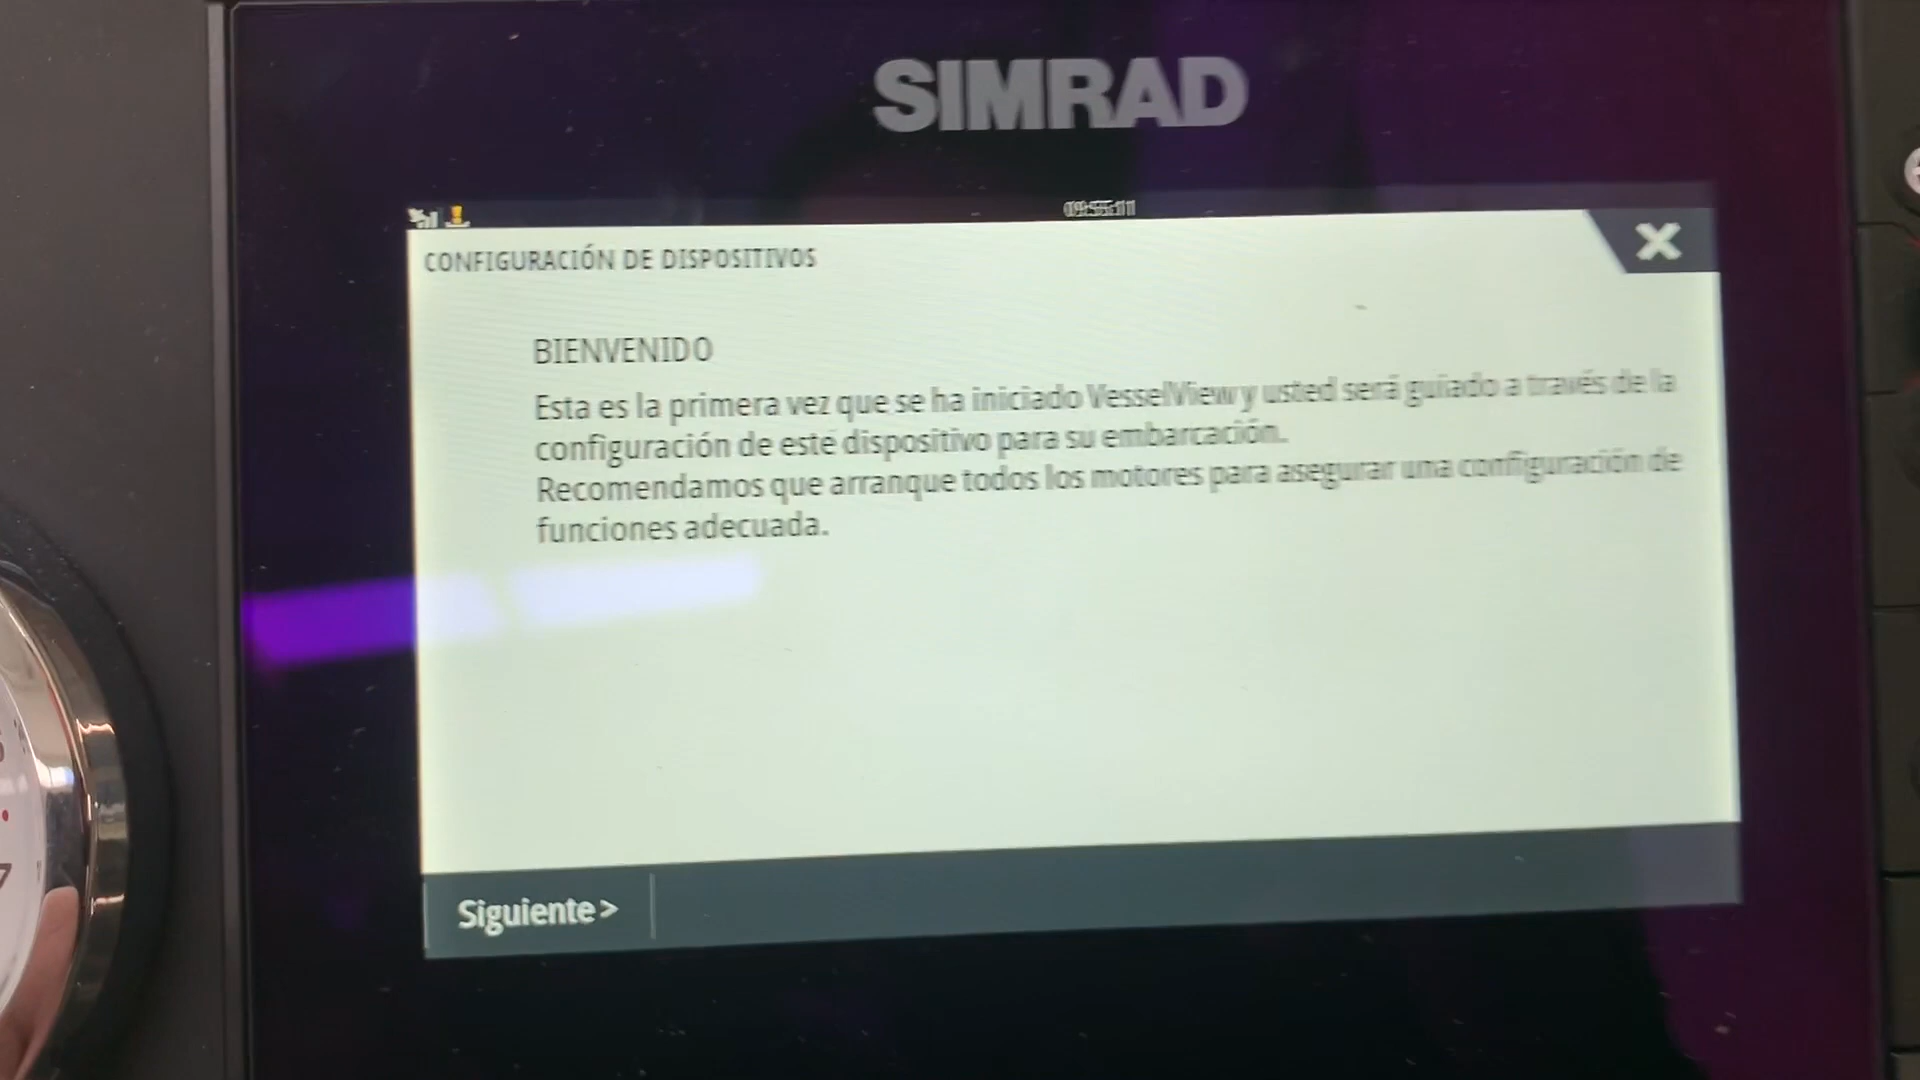 SIMRAD
CONFIGURACIÓN DE DISPOSITIVOS
BIENVENIDO
Esta es la primera vez que se ha iniciado VesselView y usted será guiado a través de la
configuración de este dispositivo para su embarcación.
Recomendamos que arranque todos los motores para asegurar una configuración de
funciones adecuada.
Siguiente >
7